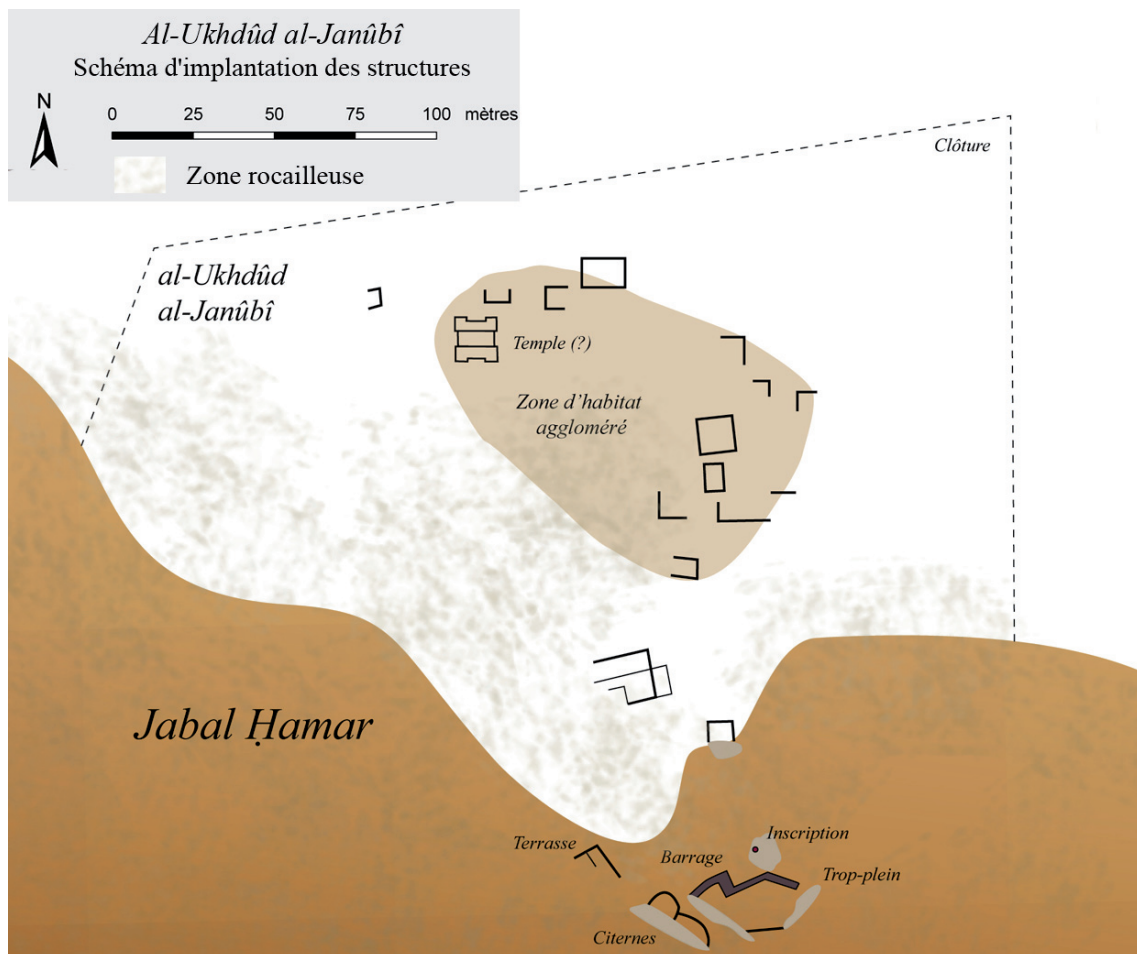 Al-Ukhdûd al-Janûbî
Schéma d'implantation des structures
N
0 25 50 75 100 mètres
Zone rocailleuse
Clôture
al-Ukhdûd
al-Janûbî
Temple (?)
Zone d’habitat
aggloméré
Jabal Ḥamar
Inscription
Terrasse
Barrage
Trop-plein
Citernes